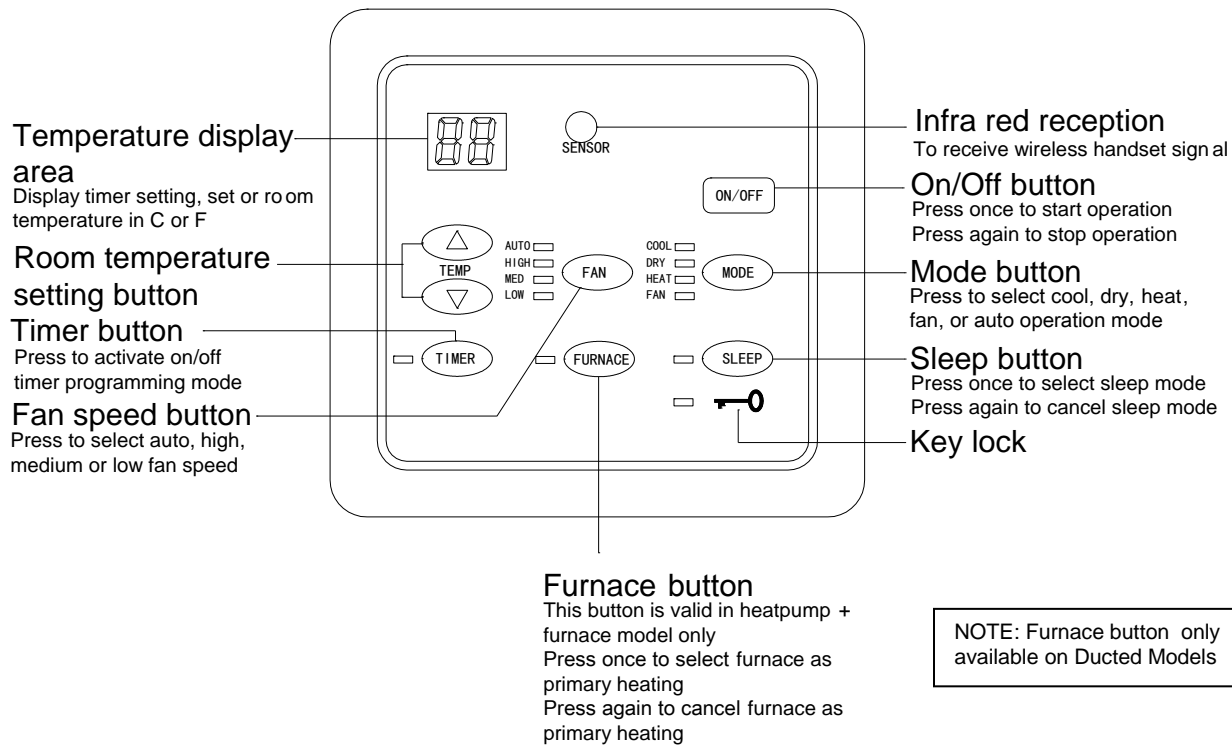 Temperature display
area
Display timer setting, set or room
temperature in C or F
Room temperature
setting button
Timer button
Press to activate on/off
timer programming mode
Fan speed button
Press to select auto, high,
medium or low fan speed
88
SENSOR
ON/OFF
TEMP
AUTO
HIGH
MED
LOW
FAN
COOL
DRY
HEAT
FAN
MODE
TIMER
FURNACE
SLEEP
Infra red reception
To receive wireless handset signal
On/Off button
Press once to start operation
Press again to stop operation
Mode button
Press to select cool, dry, heat,
fan, or auto operation mode
Sleep button
Press once to select sleep mode
Press again to cancel sleep mode
Key lock
Furnace button
This button is valid in heatpump +
furnace model only
Press once to select furnace as
primary heating
Press again to cancel furnace as
primary heating
NOTE: Furnace button only
available on Ducted Models